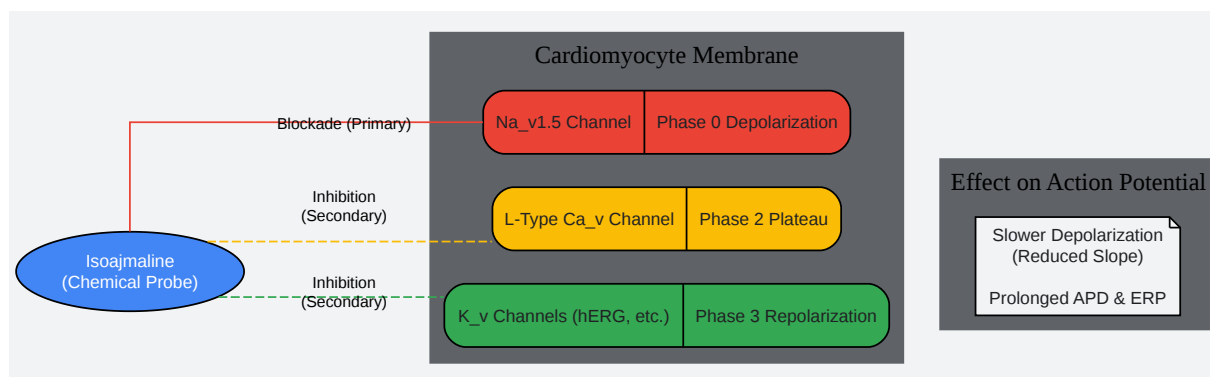 Cardiomyocyte Membrane
Blockade (Primary)
Na_v1.5 Channel
Phase 0 Depolarization
Inhibition
(Secondary)
L-Type Ca_v Channel
Phase 2 Plateau
Isoajmaline
(Chemical Probe)
Inhibition
(Secondary)
K_v Channels (hERG, etc.)
Phase 3 Repolarization
Effect on Action Potential
Slower Depolarization
(Reduced Slope)
Prolonged APD & ERP